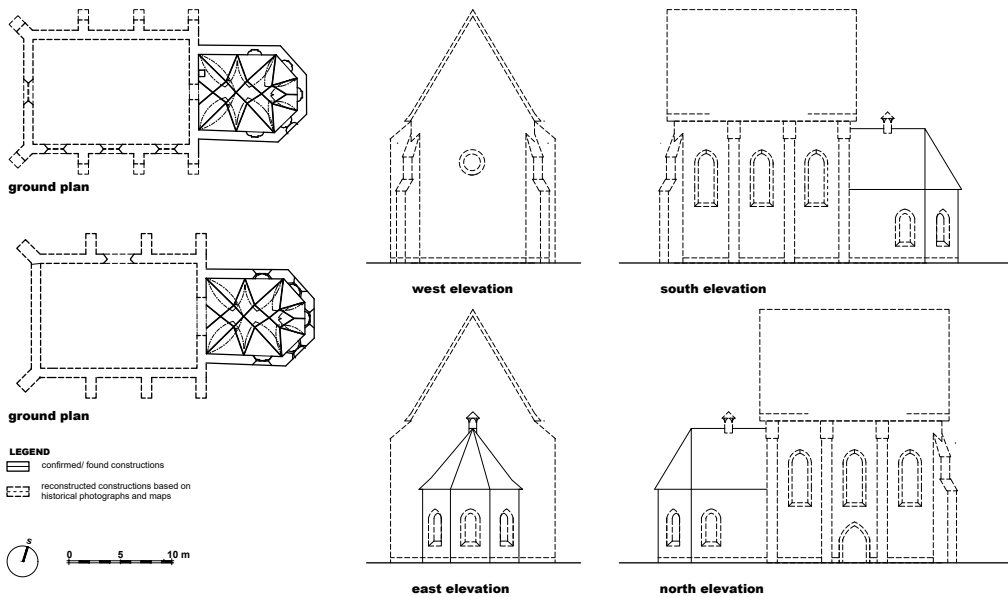 ground plan
ground plan
LEGEND
confirmed/ found constructions
reconstructed constructions based on
historical photographs and maps
s
0 5 10 m
west elevation
south elevation
east elevation
north elevation